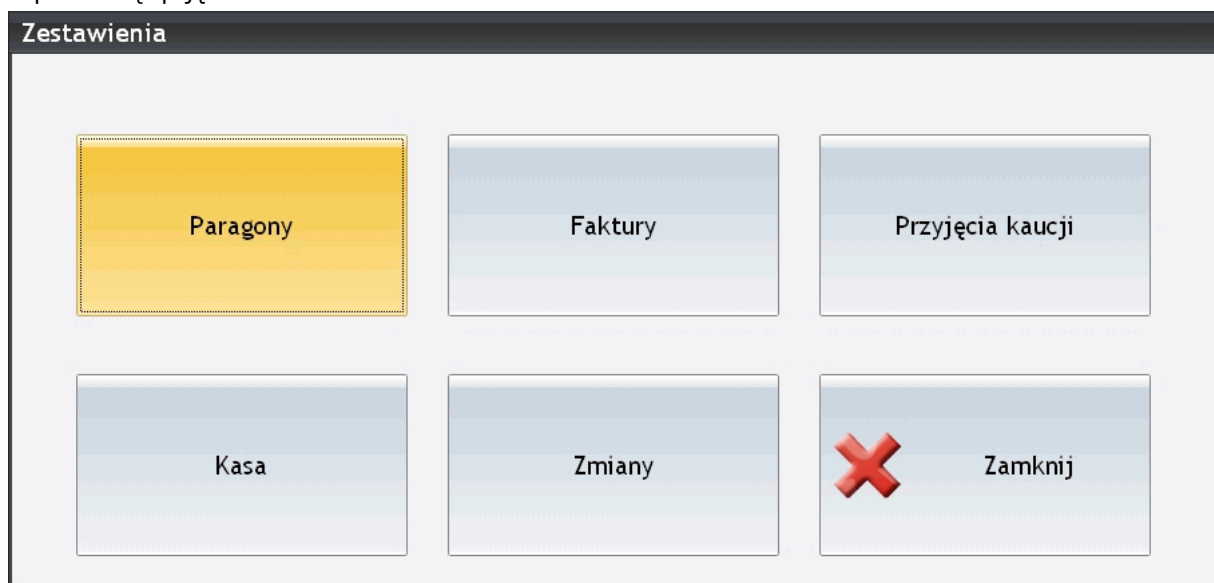 Zestawienia
Paragony
Faktury
Przyjęcia kaucji
Kasa
Zmiany
Zamknij